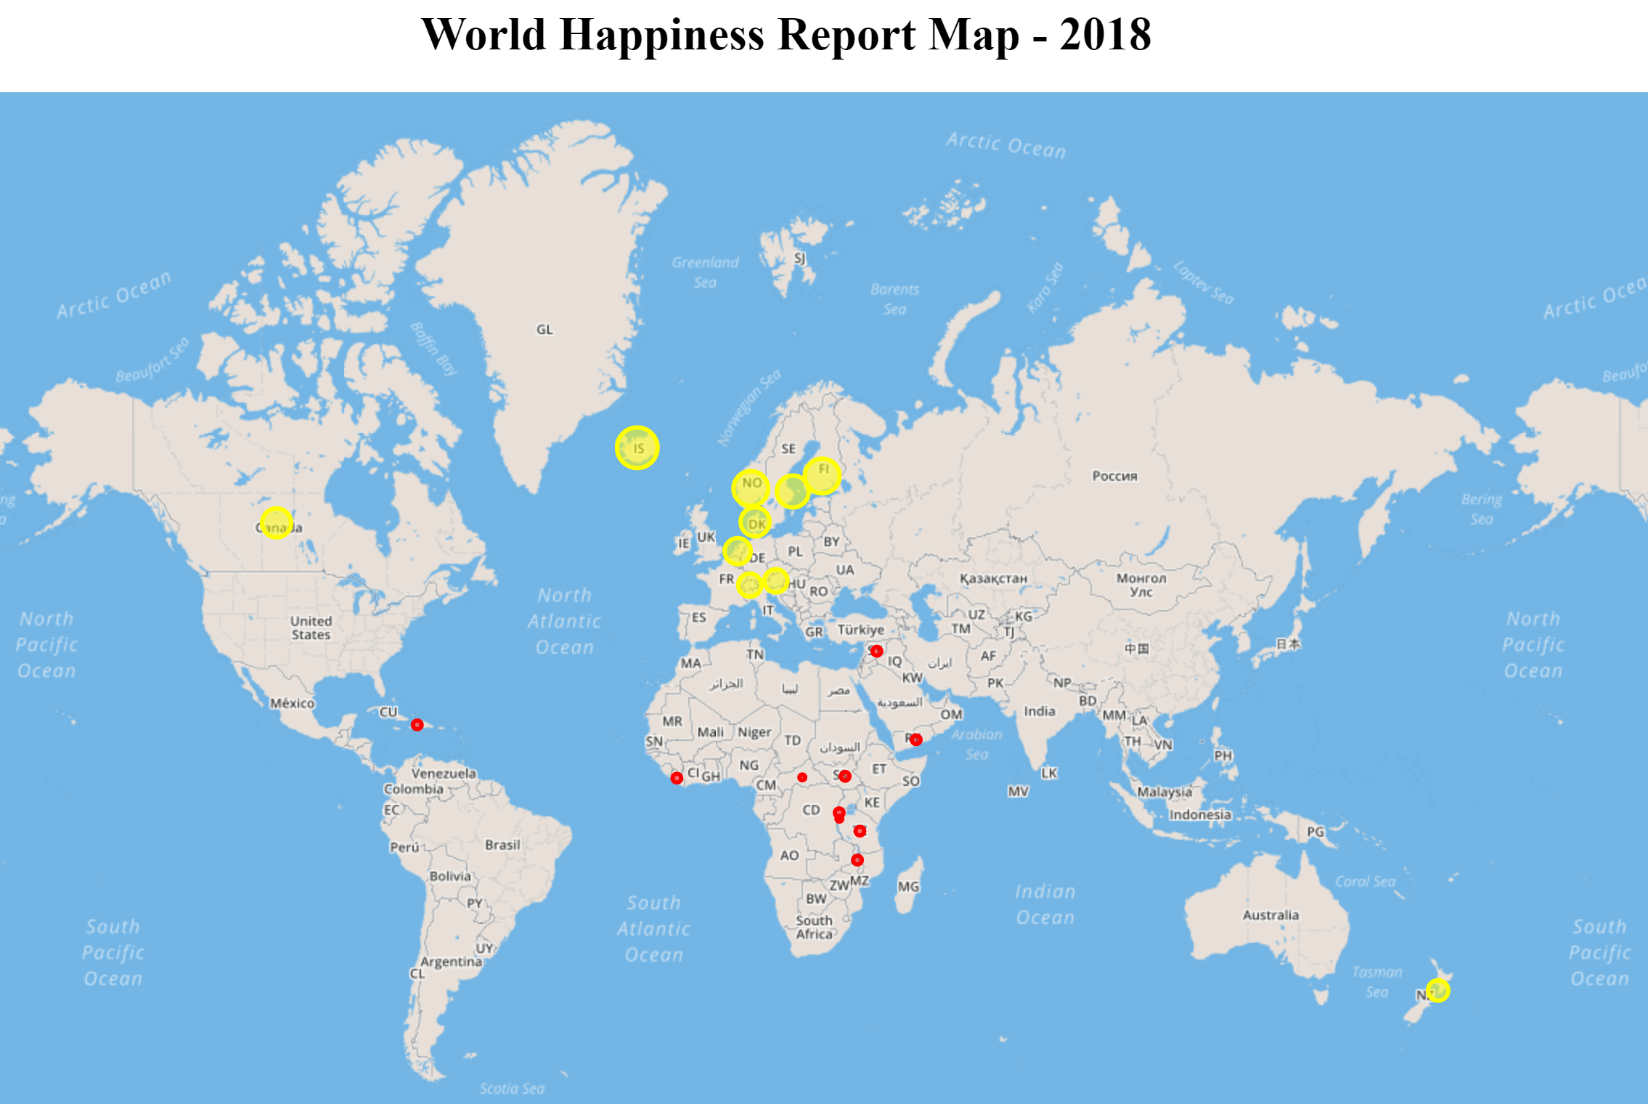 World Happiness Report Map - 2018
Arctic Ocean
Greenland
Sea
SJ
Barents
Sea
Kara Sea
Laptev Sea
Arctic Ocean
Beaufort Sea
Baffin Bay
GL
Norwegian Sea
IS
SE
FI
NO
Россия
Bering
Sea
Canada
DK
IE
UK
DE
PL
BY
UA
FR
HU
RO
IT
ES
GR
Türkiye
Қазақстан
Монгол
Улс
UZ
KG
TM
TJ
North
Pacific
Ocean
United
States
North
Atlantic
Ocean
中国
日本
North
Pacific
Ocean
MA
TN
IQ
ایران
AF
KW
PK
NP
BD
الجزائر
ليبيا
مصر
السعودية
OM
India
MM
LA
TH
VN
PH
México
CU
MR
Mali
Niger
TD
السودان
SN
Arabian
Sea
Venezuela
Colombia
CI
GH
NG
CM
ET
SO
LK
MV
Malaysia
Indonesia
EC
CD
KE
PG
Perú
Brasil
AO
Bolivia
PY
ZW
MZ
MG
BW
South
Africa
Indian
Ocean
Coral Sea
Australia
South
Pacific
Ocean
UY
Argentina
CL
South
Atlantic
Ocean
Tasman
Sea
South
Pacific
Ocean
Scotia Sea